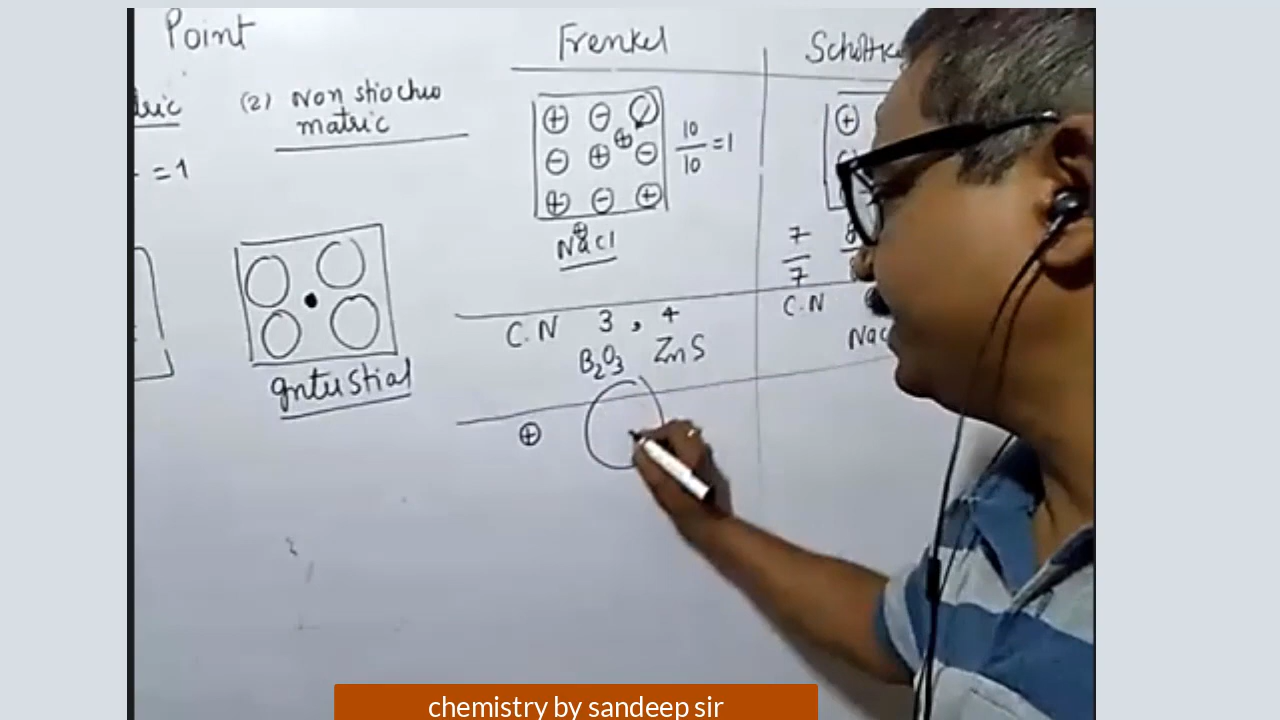 Point
(2) Non stiochio
matric
= 1
Intustial
Frenkel
+ - 
- + -
+ - +
+
10/10 = 1
NaCl
C.N 3 , 4
B₂O₃ ZnS
+
7/7
C.N
chemistry by sandeep sir